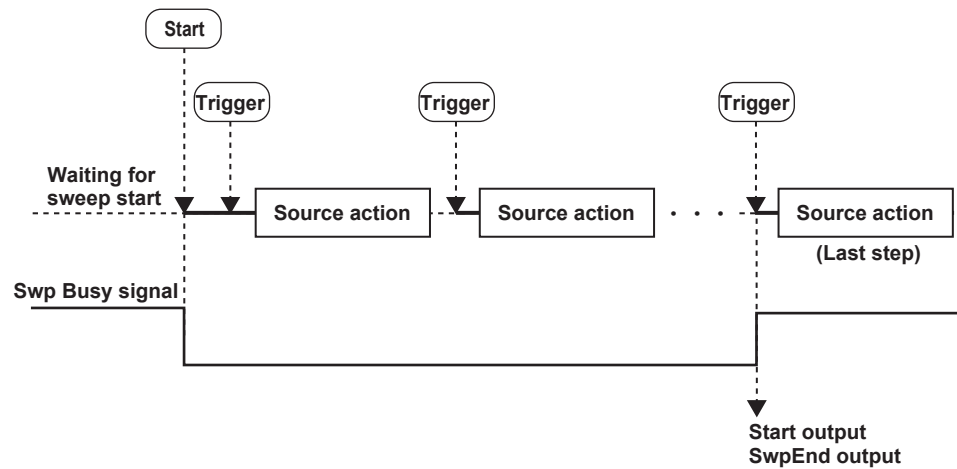 Start
Trigger
Trigger
Trigger
Waiting for
sweep start
Source action
Source action
. . .
Source action
(Last step)
Swp Busy signal
Start output
SwpEnd output